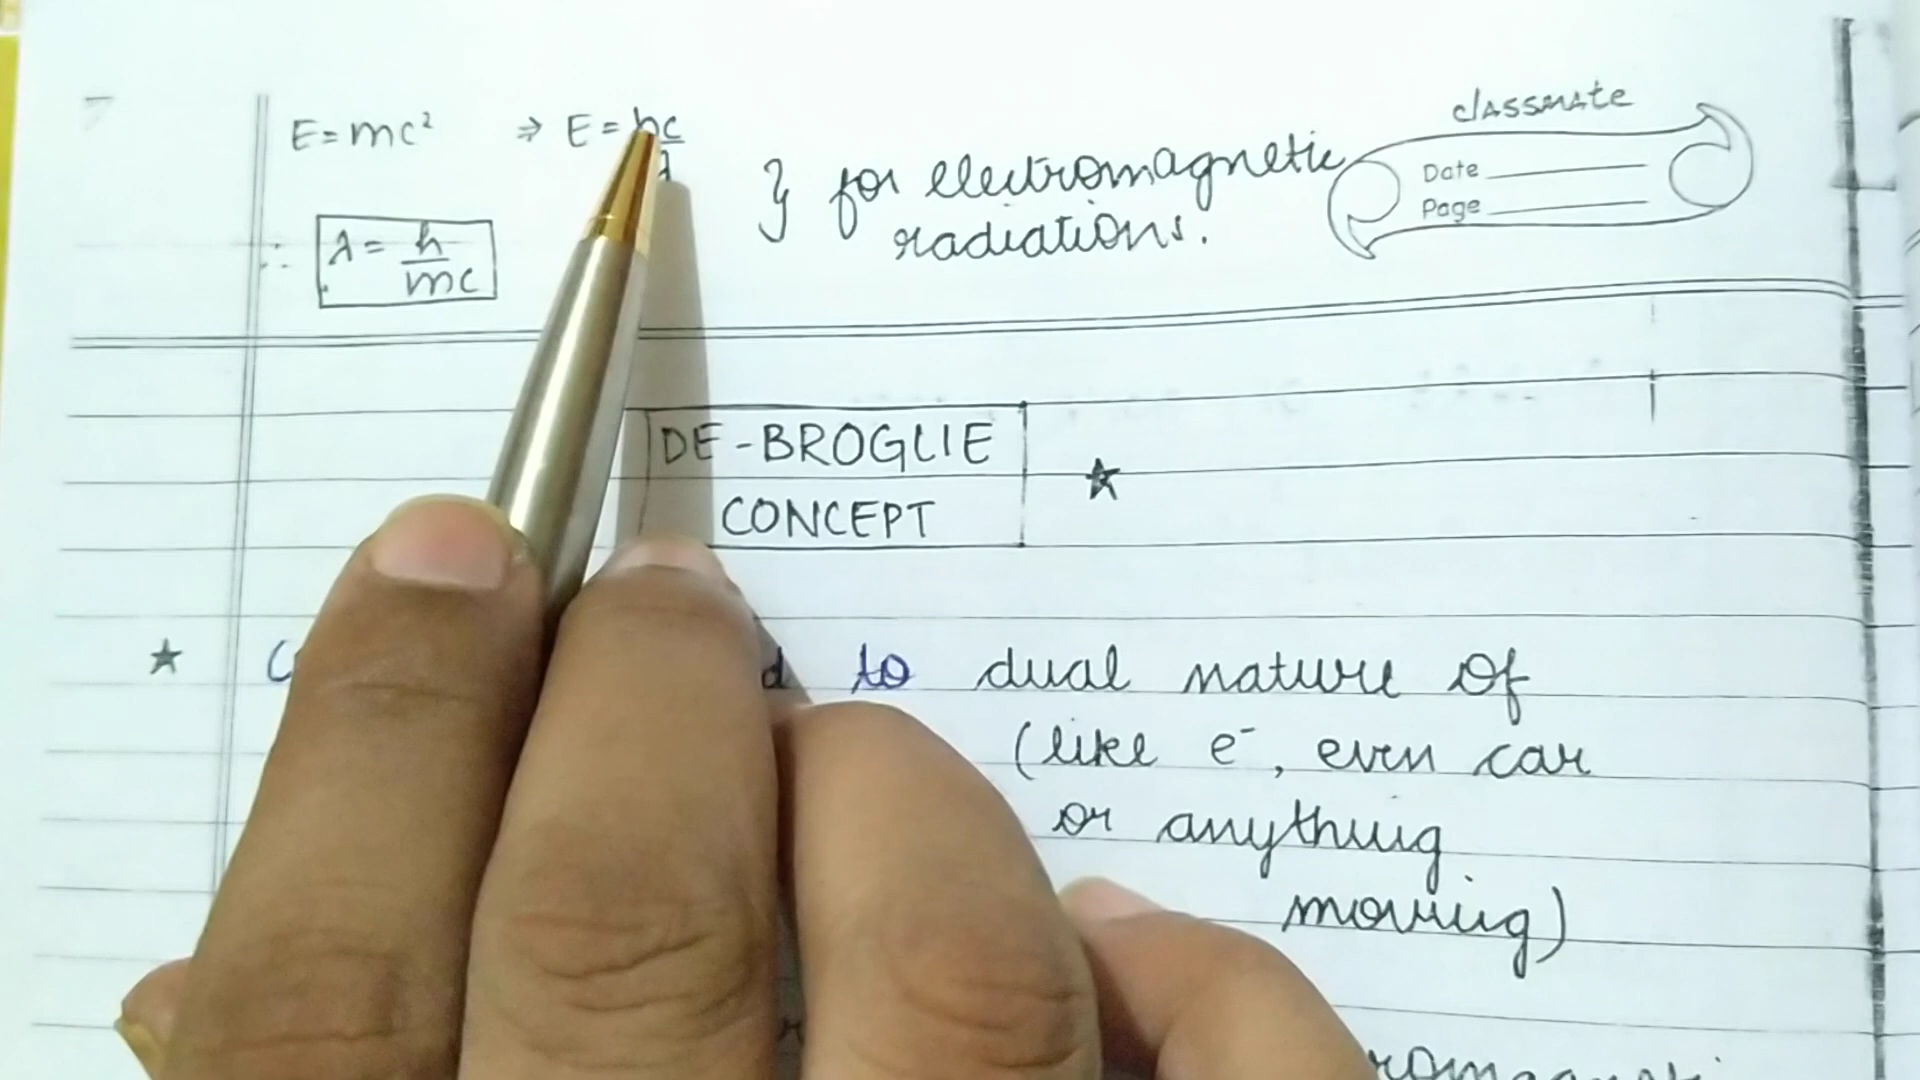 classmate
Date
Page
E = mc² ⇒ E = hc/λ
} for electromagnetic
radiations.
∴ λ = h/mc
DE-BROGLIE
CONCEPT
to dual nature of
(like e⁻, even car
or anything
moving)